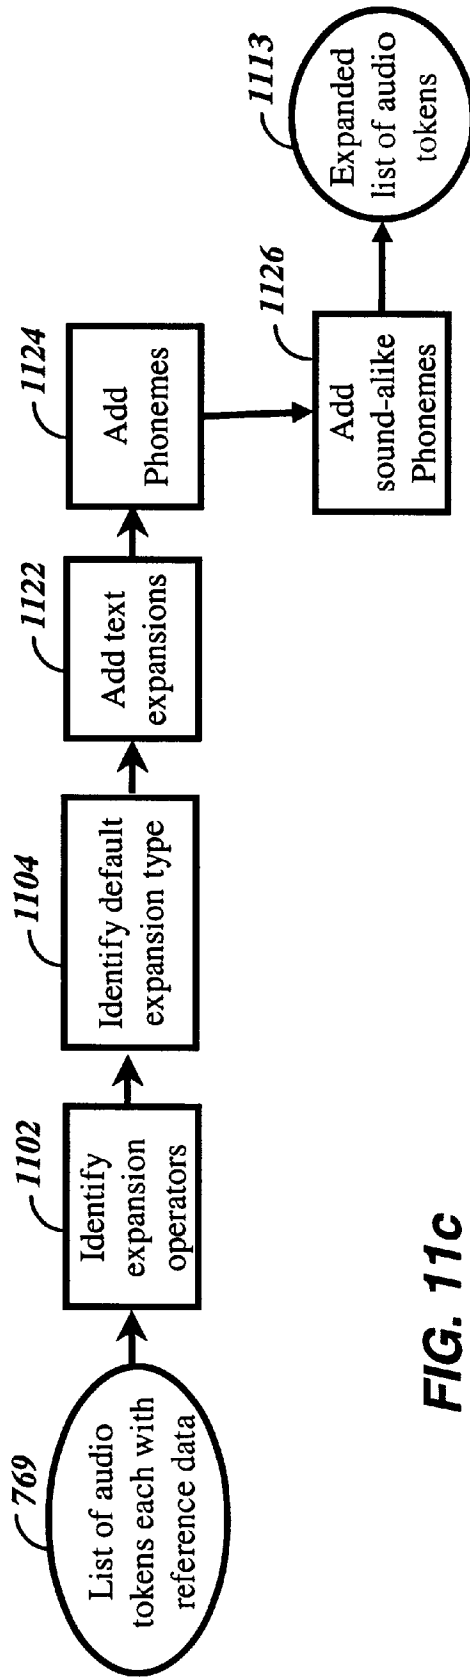 769
List of audio
tokens each with
reference data
1102
Identify
expansion
operators
1104
Identify default
expansion type
1122
Add text
expansions
1124
Add
Phonemes
1126
Add
sound-alike
Phonemes
1113
Expanded
list of audio
tokens
FIG. 11c